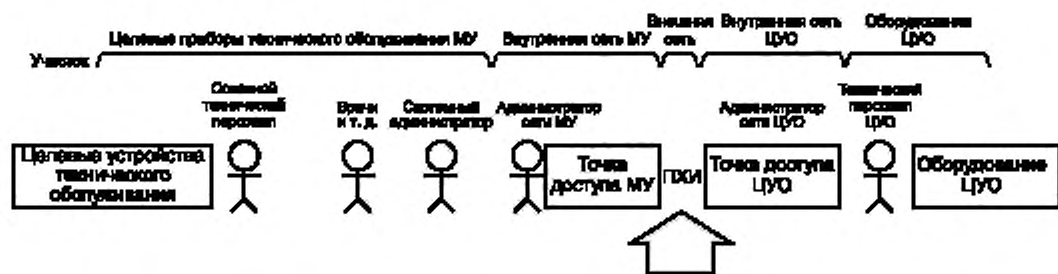 Внешняя Внутренняя сеть Оборудование
Целевые приборы технического обслуживания МУ Внутренняя сеть МУ сеть ЦУО ЦУО
Участок
технический
персонал
Врачи
и т. д.
Системный
администратор
Администратор
сети МУ
Администратор
сети ЦУО
Технический
персонал
ЦУО
Целевые устройства
технического
обслуживания
Точка
доступа МУ
ПХИ
Точка доступа
ЦУО
Оборудование
ЦУО